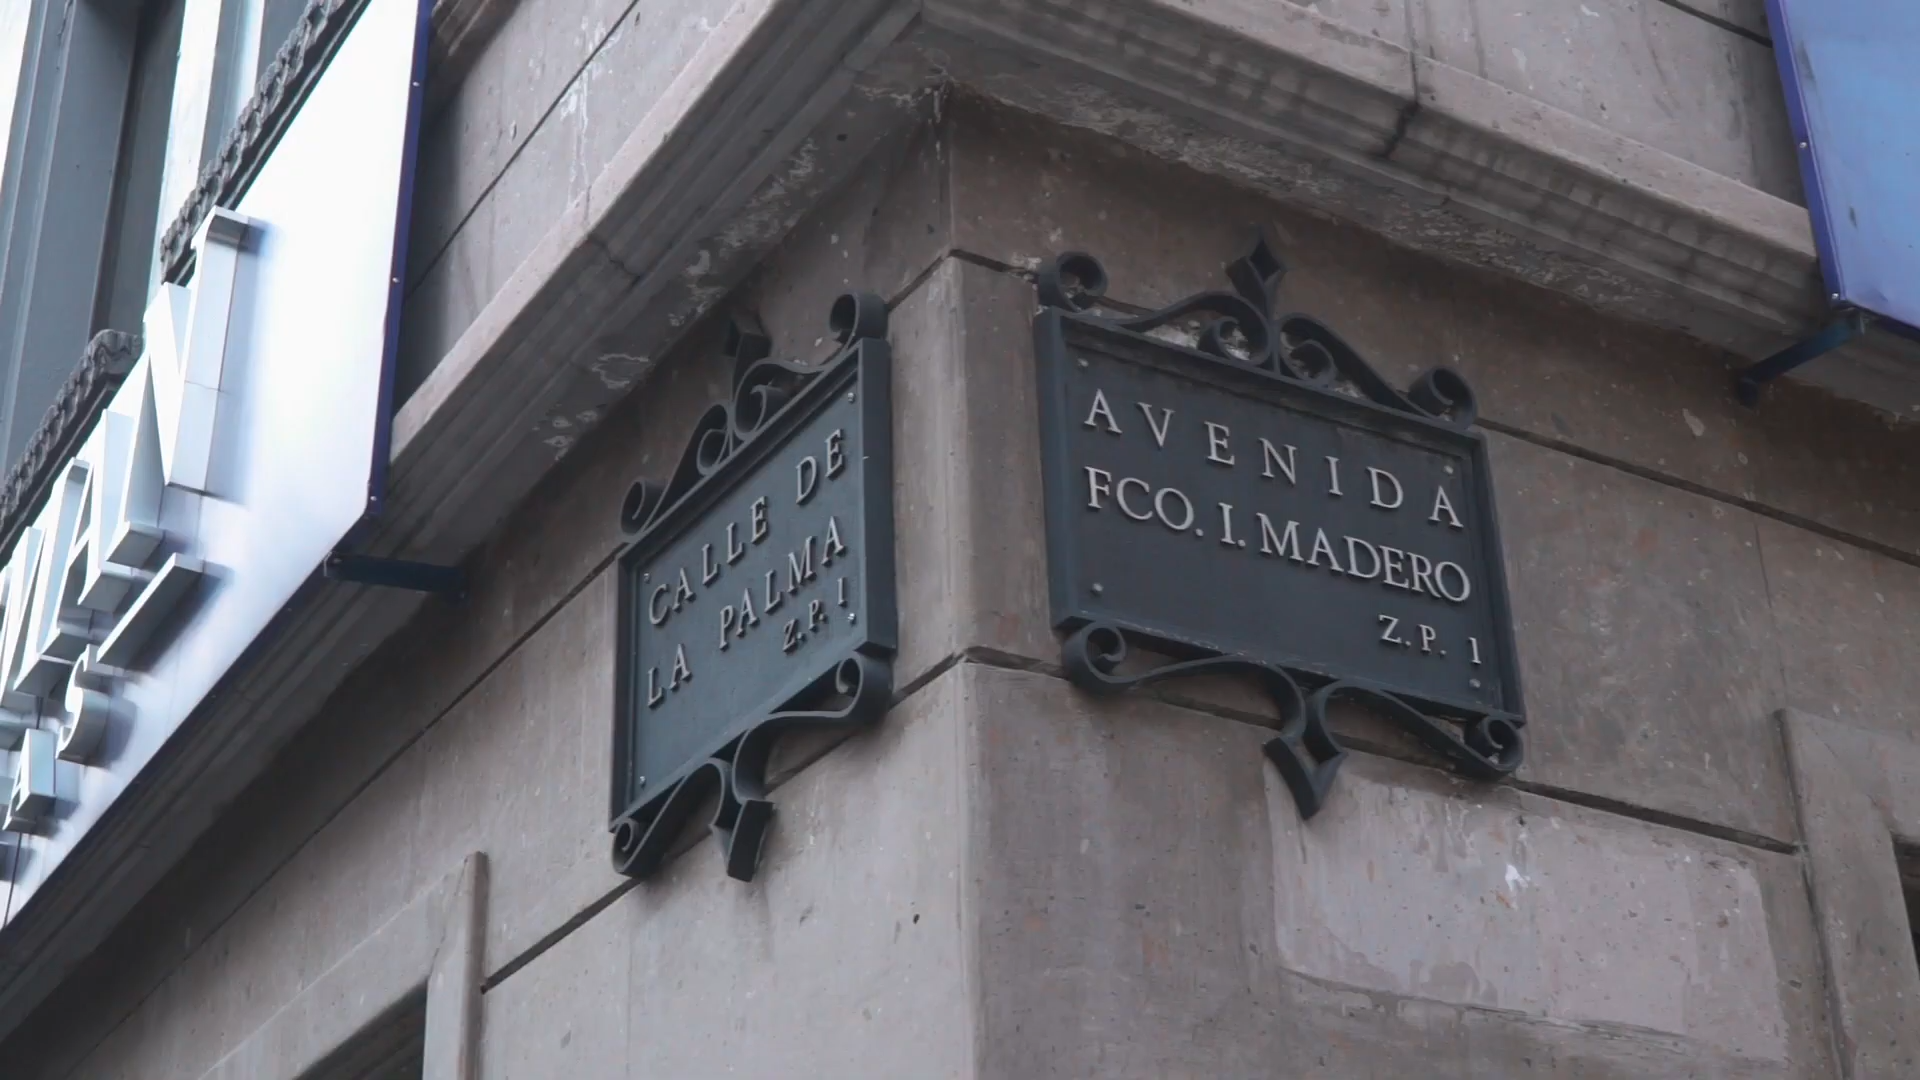 CALLE DE
LA PALMA
Z.P. 1
AVENIDA
FCO. I. MADERO
Z.P. 1